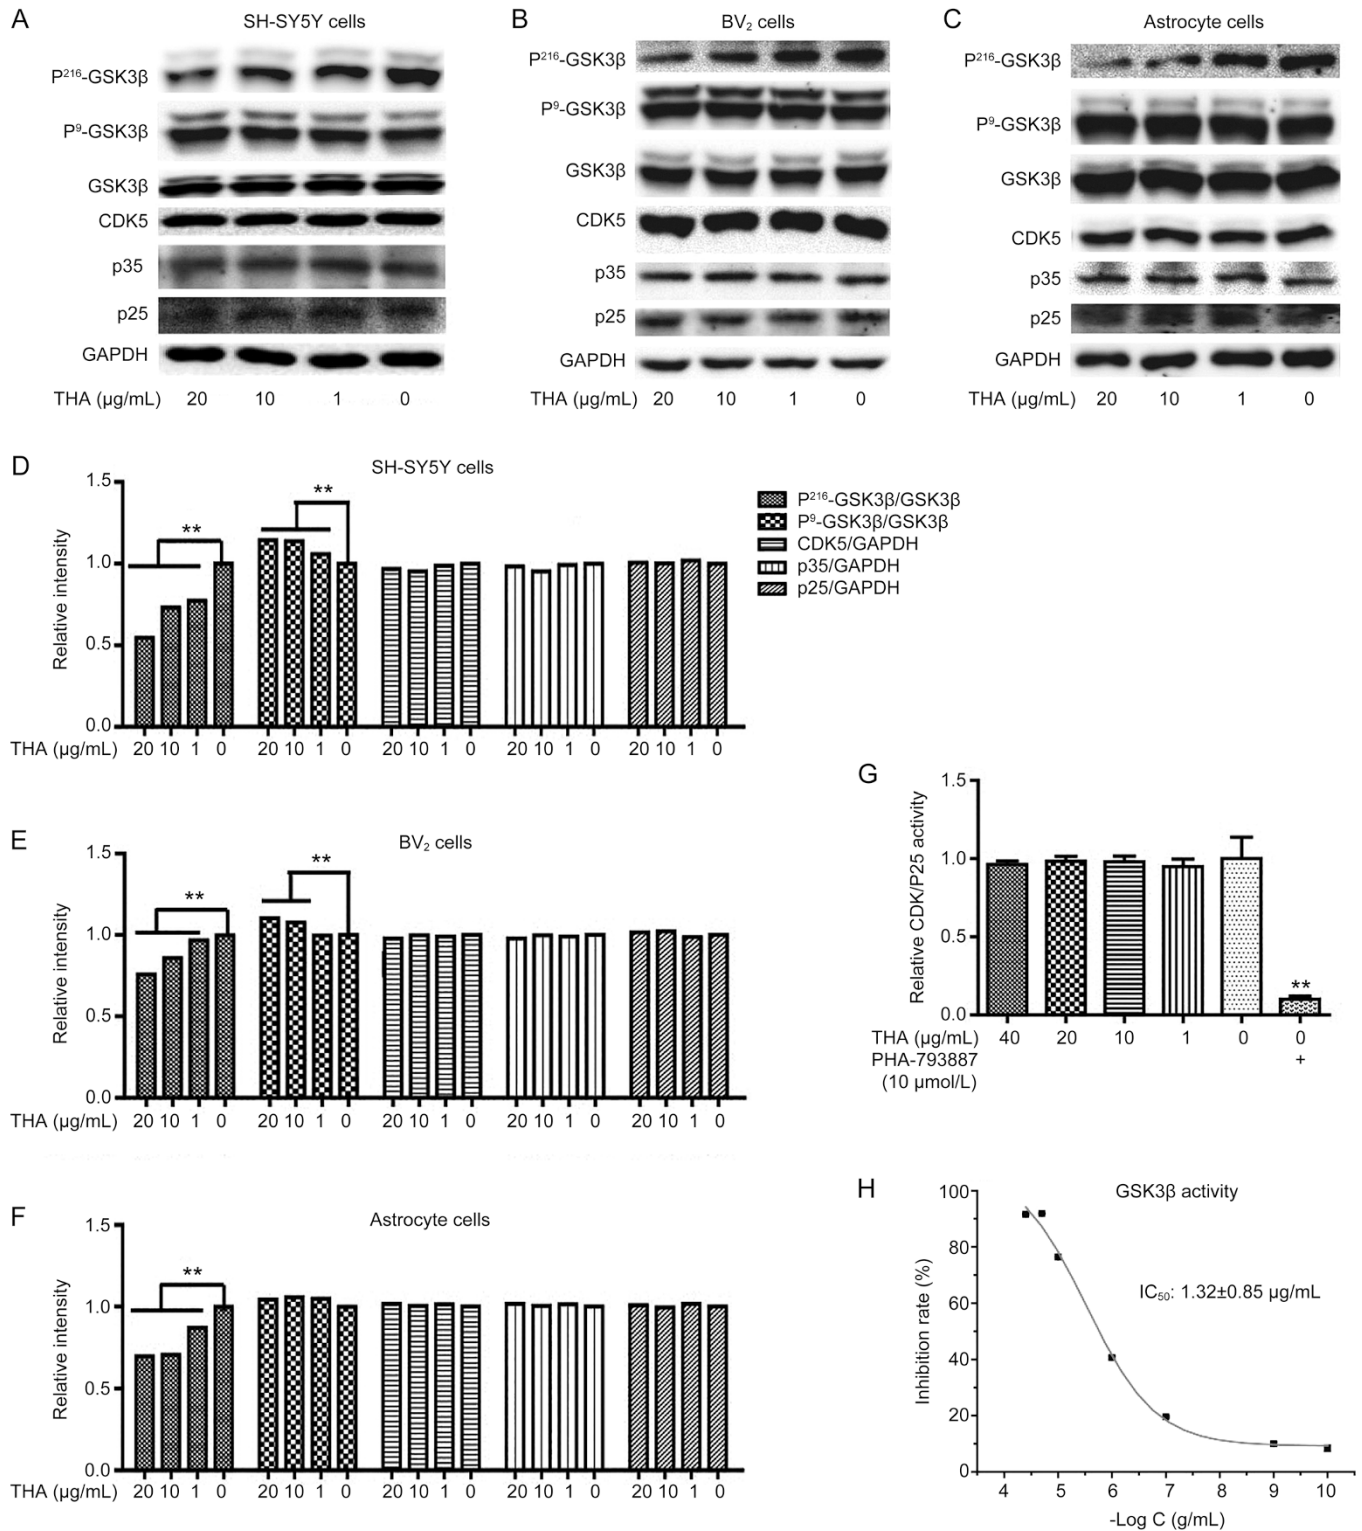 A
SH-SY5Y cells
P²¹⁶-GSK3β
P⁹-GSK3β
GSK3β
CDK5
p35
p25
GAPDH
THA (µg/mL) 20 10 1 0
B
BV₂ cells
P²¹⁶-GSK3β
P⁹-GSK3β
GSK3β
CDK5
p35
p25
GAPDH
THA (µg/mL) 20 10 1 0
C
Astrocyte cells
P²¹⁶-GSK3β
P⁹-GSK3β
GSK3β
CDK5
p35
p25
GAPDH
THA (µg/mL) 20 10 1 0
D
SH-SY5Y cells
Relative intensity
1.5
1.0
0.5
0.0
** **
THA (µg/mL) 20 10 1 0 20 10 1 0 20 10 1 0 20 10 1 0 20 10 1 0
P²¹⁶-GSK3β/GSK3β
P⁹-GSK3β/GSK3β
CDK5/GAPDH
p35/GAPDH
p25/GAPDH
E
BV₂ cells
Relative intensity
1.5
1.0
0.5
0.0
** **
THA (µg/mL) 20 10 1 0 20 10 1 0 20 10 1 0 20 10 1 0 20 10 1 0
F
Astrocyte cells
Relative intensity
1.5
1.0
0.5
0.0
**
THA (µg/mL) 20 10 1 0 20 10 1 0 20 10 1 0 20 10 1 0 20 10 1 0
G
Relative CDK/P25 activity
1.5
1.0
0.5
0.0
**
THA (µg/mL) 40 20 10 1 0 0
PHA-793887 +
(10 µmol/L)
H
GSK3β activity
Inhibition rate (%)
100
80
60
40
20
0
IC₅₀: 1.32±0.85 µg/mL
4 5 6 7 8 9 10
-Log C (g/mL)